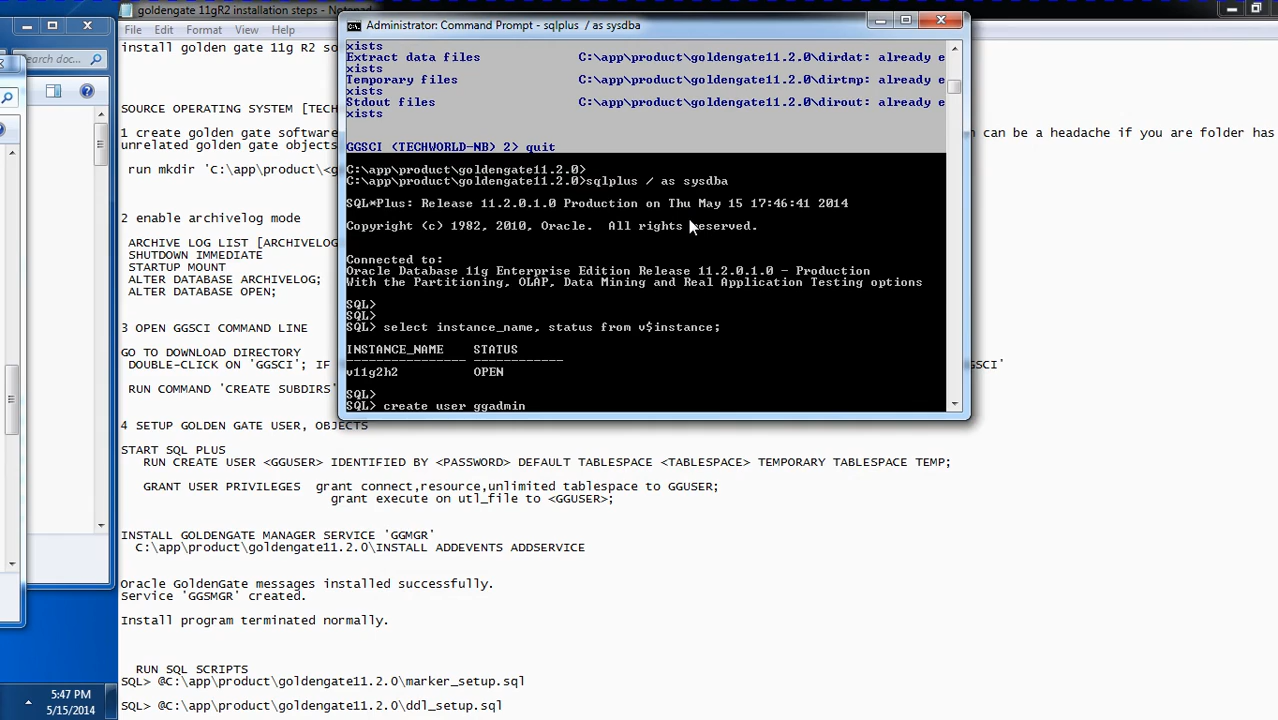 goldengate 11gR2 installation steps - Notepad
File Edit Format View Help
install golden gate 11g R2 so
earch doc...
SOURCE OPERATING SYSTEM [TECH
1 create golden gate software
n can be a headache if you are folder has
unrelated golden gate objects
run mkdir 'C:\app\product\<g
2 enable archivelog mode
ARCHIVE LOG LIST [ARCHIVELOG
SHUTDOWN IMMEDIATE
STARTUP MOUNT
ALTER DATABASE ARCHIVELOG;
ALTER DATABASE OPEN;
3 OPEN GGSCI COMMAND LINE
GO TO DOWNLOAD DIRECTORY
DOUBLE-CLICK ON 'GGSCI'; IF
GSCI'
RUN COMMAND 'CREATE SUBDIRS'
4 SETUP GOLDEN GATE USER, OBJECTS
START SQL PLUS
RUN CREATE USER <GGUSER> IDENTIFIED BY <PASSWORD> DEFAULT TABLESPACE <TABLESPACE> TEMPORARY TABLESPACE TEMP;
GRANT USER PRIVILEGES grant connect,resource,unlimited tablespace to GGUSER;
grant execute on utl_file to <GGUSER>;
INSTALL GOLDENGATE MANAGER SERVICE 'GGMGR'
C:\app\product\goldengate11.2.0\INSTALL ADDEVENTS ADDSERVICE
Oracle GoldenGate messages installed successfully.
Service 'GGSMGR' created.
Install program terminated normally.
RUN SQL SCRIPTS
SQL> @C:\app\product\goldengate11.2.0\marker_setup.sql
SQL> @C:\app\product\goldengate11.2.0\ddl_setup.sql
Administrator: Command Prompt - sqlplus / as sysdba
xists
Extract data files C:\app\product\goldengate11.2.0\dirdat: already e
xists
Temporary files C:\app\product\goldengate11.2.0\dirtmp: already e
xists
Stdout files C:\app\product\goldengate11.2.0\dirout: already e
xists
GGSCI (TECHWORLD-NB) 2> quit
C:\app\product\goldengate11.2.0>
C:\app\product\goldengate11.2.0>sqlplus / as sysdba
SQL*Plus: Release 11.2.0.1.0 Production on Thu May 15 17:46:41 2014
Copyright (c) 1982, 2010, Oracle. All rights reserved.
Connected to:
Oracle Database 11g Enterprise Edition Release 11.2.0.1.0 - Production
With the Partitioning, OLAP, Data Mining and Real Application Testing options
SQL>
SQL>
SQL> select instance_name, status from v$instance;
INSTANCE_NAME STATUS
---------------- ------------
v11g2h2 OPEN
SQL>
SQL> create user ggadmin
5:47 PM
5/15/2014